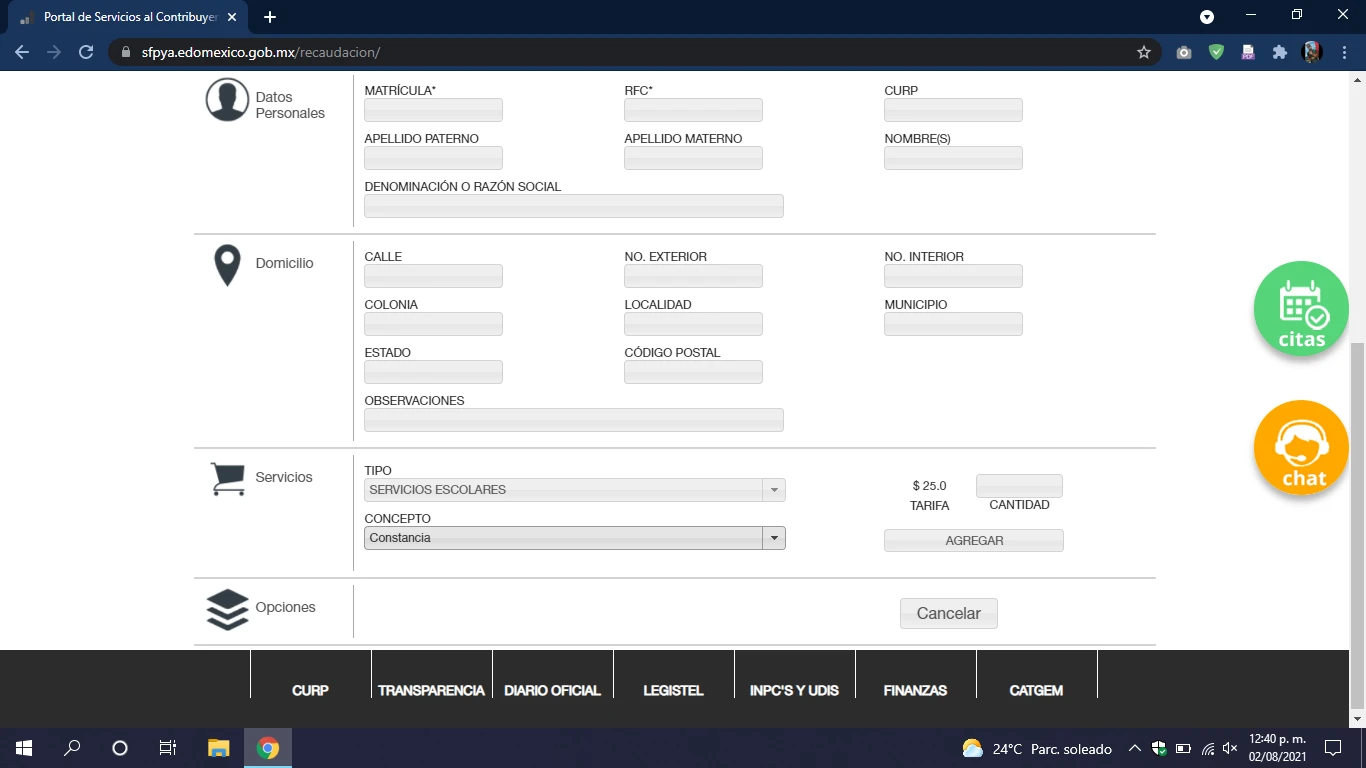 Portal de Servicios al Contribuyen
sfpya.edomexico.gob.mx/recaudacion/
Datos Personales
MATRÍCULA*
RFC*
CURP
APELLIDO PATERNO
APELLIDO MATERNO
NOMBRE(S)
DENOMINACIÓN O RAZÓN SOCIAL
Domicilio
CALLE
NO. EXTERIOR
NO. INTERIOR
COLONIA
LOCALIDAD
MUNICIPIO
ESTADO
CÓDIGO POSTAL
OBSERVACIONES
citas
chat
Servicios
TIPO
SERVICIOS ESCOLARES
$ 25.0
TARIFA
CANTIDAD
CONCEPTO
Constancia
AGREGAR
Opciones
Cancelar
CURP
TRANSPARENCIA
DIARIO OFICIAL
LEGISTEL
INPC'S Y UDIS
FINANZAS
CATGEM
24°C Parc. soleado
12:40 p. m.
02/08/2021